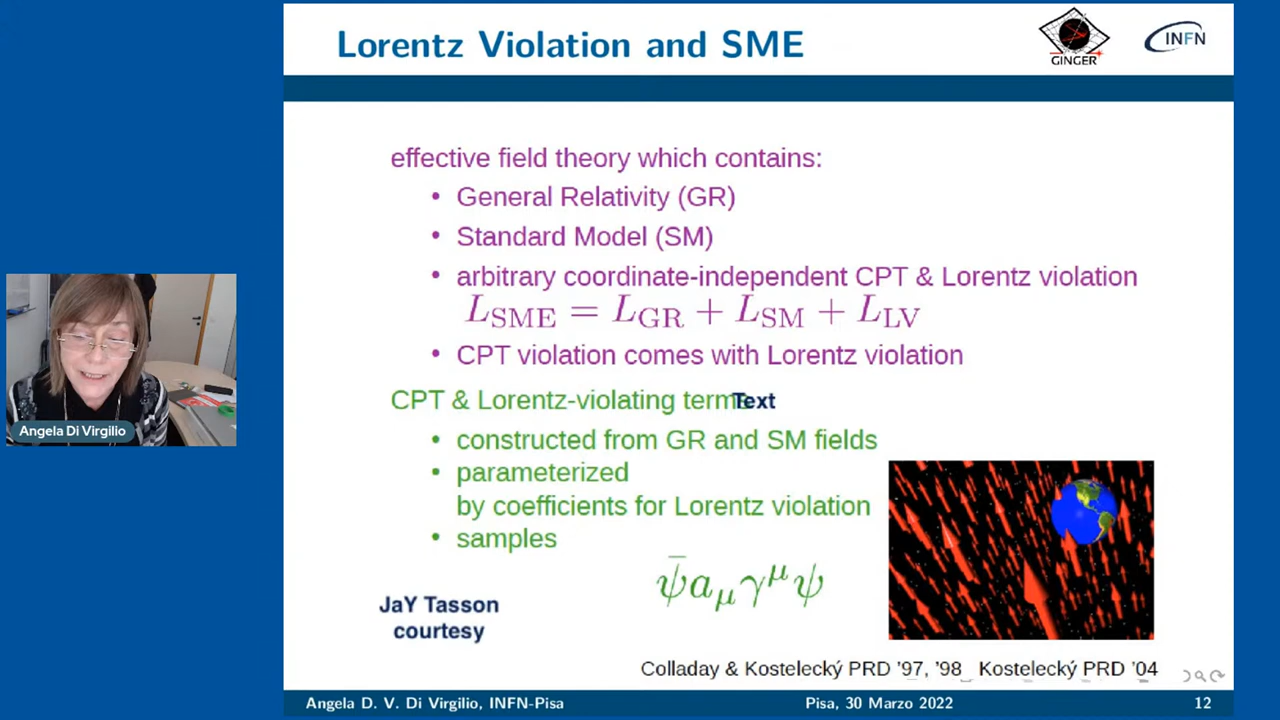 Lorentz Violation and SME
GINGER
INFN
effective field theory which contains:
• General Relativity (GR)
• Standard Model (SM)
• arbitrary coordinate-independent CPT & Lorentz violation
L_SME = L_GR + L_SM + L_LV
• CPT violation comes with Lorentz violation
CPT & Lorentz-violating term Text
• constructed from GR and SM fields
• parameterized
by coefficients for Lorentz violation
• samples
ψ̄a_μγ^μψ
JaY Tasson
courtesy
Colladay & Kostelecký PRD '97, '98 Kostelecký PRD '04
Angela Di Virgilio
Angela D. V. Di Virgilio, INFN-Pisa
Pisa, 30 Marzo 2022
12